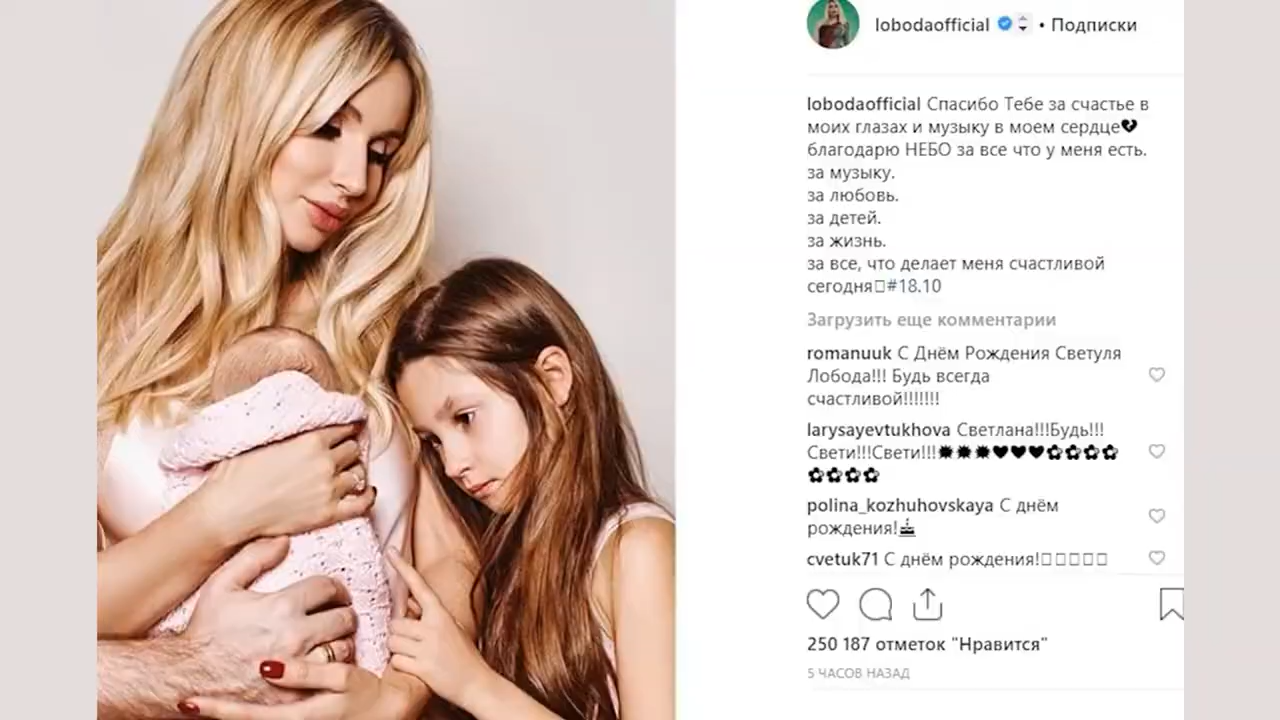 lobodaofficial • Подписки
lobodaofficial Спасибо Тебе за счастье в
моих глазах и музыку в моем сердце💔
благодарю НЕБО за все что у меня есть.
за музыку.
за любовь.
за детей.
за жизнь.
за все, что делает меня счастливой
сегодня▯#18.10
Загрузить еще комментарии
romanuuk С Днём Рождения Светуля
Лобода!!! Будь всегда
счастливой!!!!!!!
larysayevtukhova Светлана!!!Будь!!!
Свети!!!Свети!!!✹✹✹♥♥♥✿✿✿✿
✿✿✿✿
polina_kozhuhovskaya С днём
рождения!🎂
cvetuk71 С днём рождения!▯▯▯▯▯
250 187 отметок "Нравится"
5 ЧАСОВ НАЗАД